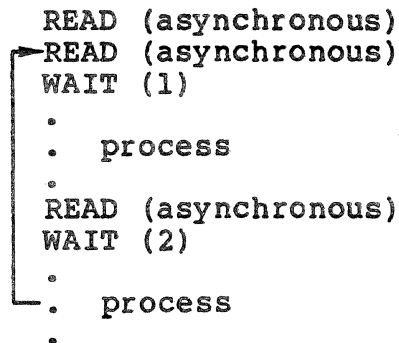 READ (asynchronous)
READ (asynchronous)
WAIT (1)
.
. process
.
READ (asynchronous)
WAIT (2)
.
. process
.